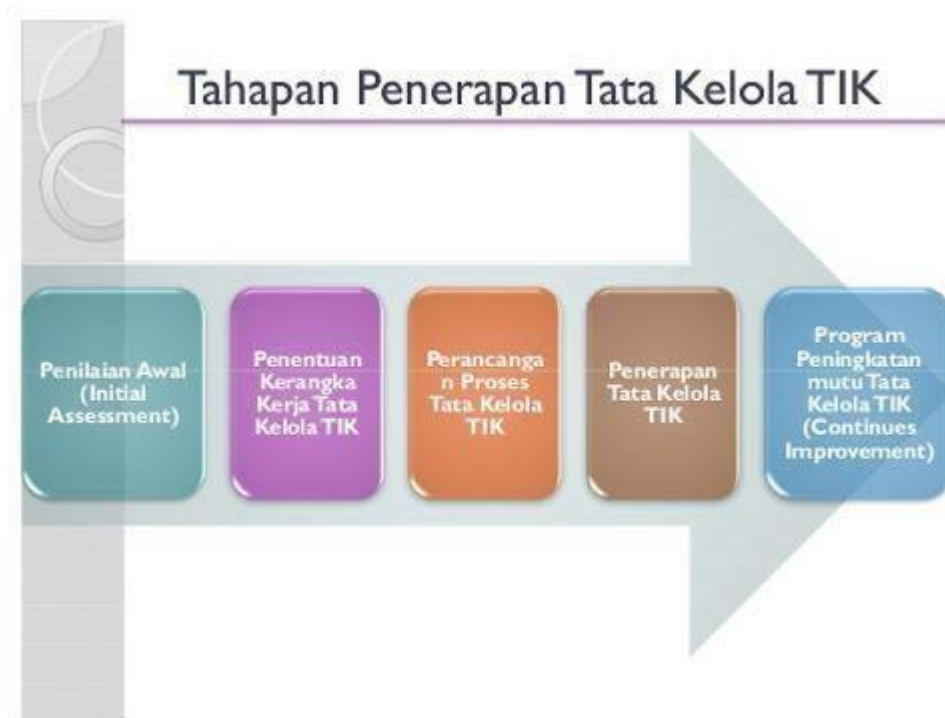 Tahapan Penerapan Tata Kelola TIK
Penilaian Awal
(Initial
Assessment)
Penentuan
Kerangka
Kerja Tata
Kelola TIK
Perancanga
n Proses
Tata Kelola
TIK
Penerapan
Tata Kelola
TIK
Program
Peningkatan
mutu Tata
Kelola TIK
(Continues
Improvement)